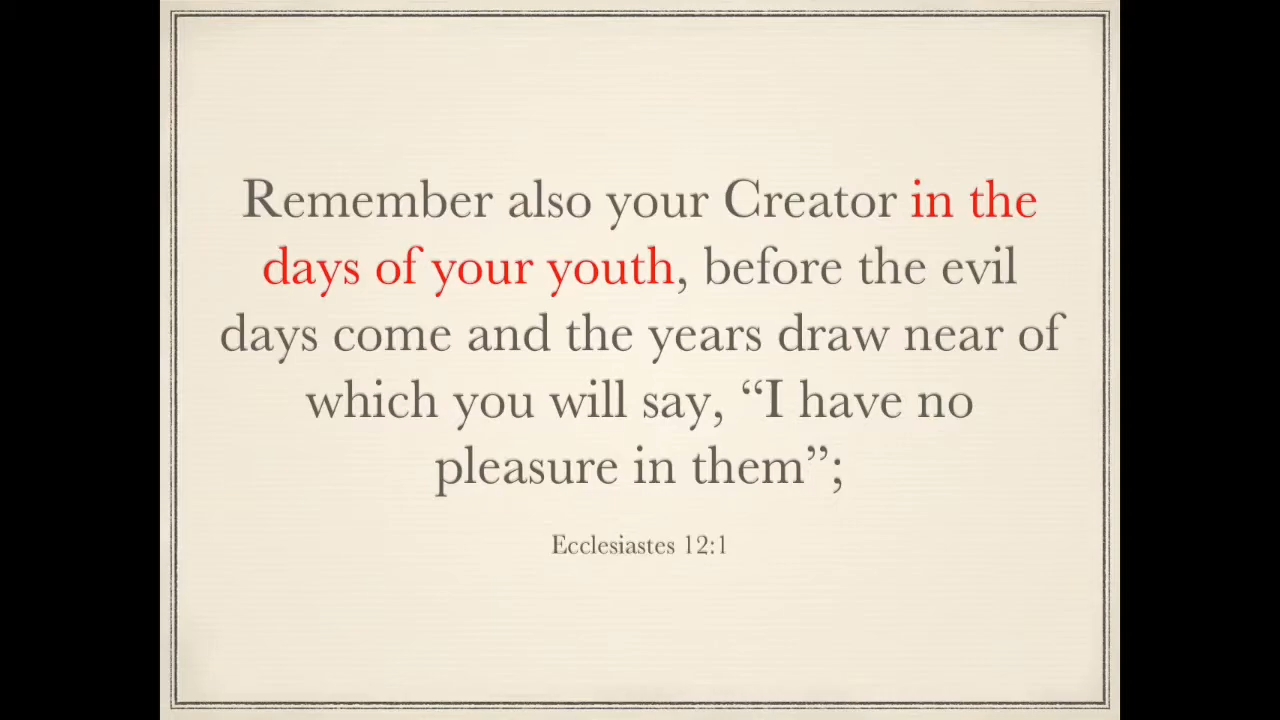 Remember also your Creator in the
days of your youth, before the evil
days come and the years draw near of
which you will say, “I have no
pleasure in them”;
Ecclesiastes 12:1